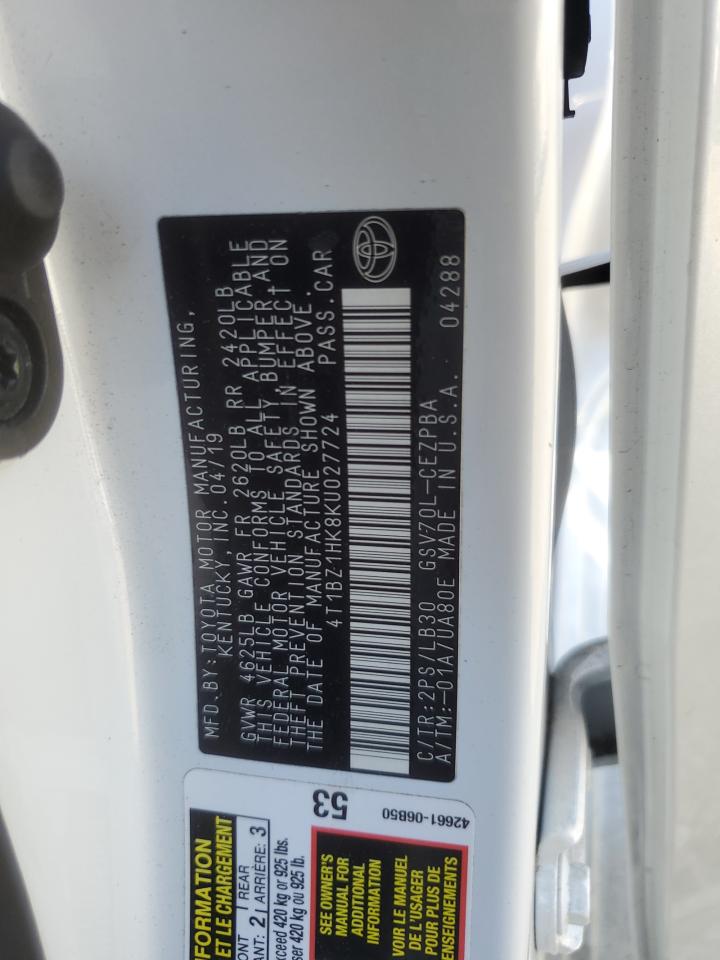 MFD.BY:TOYOTA MOTOR MANUFACTURING,
KENTUCKY, INC. 04/19
GVWR 4625LB GAWR FR 2620LB RR 2420LB
THIS VEHICLE CONFORMS TO ALL APPLICABLE
FEDERAL MOTOR VEHICLE SAFETY, BUMPER, AND
THEFT PREVENTION STANDARDS IN EFFECT ON
THE DATE OF MANUFACTURE SHOWN ABOVE.
4T1BZ1HK8KU027724 PASS.CAR
C/TR:2PS/LB30 GSV70L-CEZPBA
A/TM:-01A/UA80E MADE IN U.S.A. 04288
53
42661-06B50
FORMATION
ET LE CHARGEMENT
ONT 2 REAR 3
ANT: ARRIÈRE:
xceed 420 kg or 925 lbs.
ser 420 kg ou 925 lb.
SEE OWNER'S
MANUAL FOR
ADDITIONAL
INFORMATION
VOIR LE MANUEL
DE L'USAGER
POUR PLUS DE
ENSEIGNEMENTS